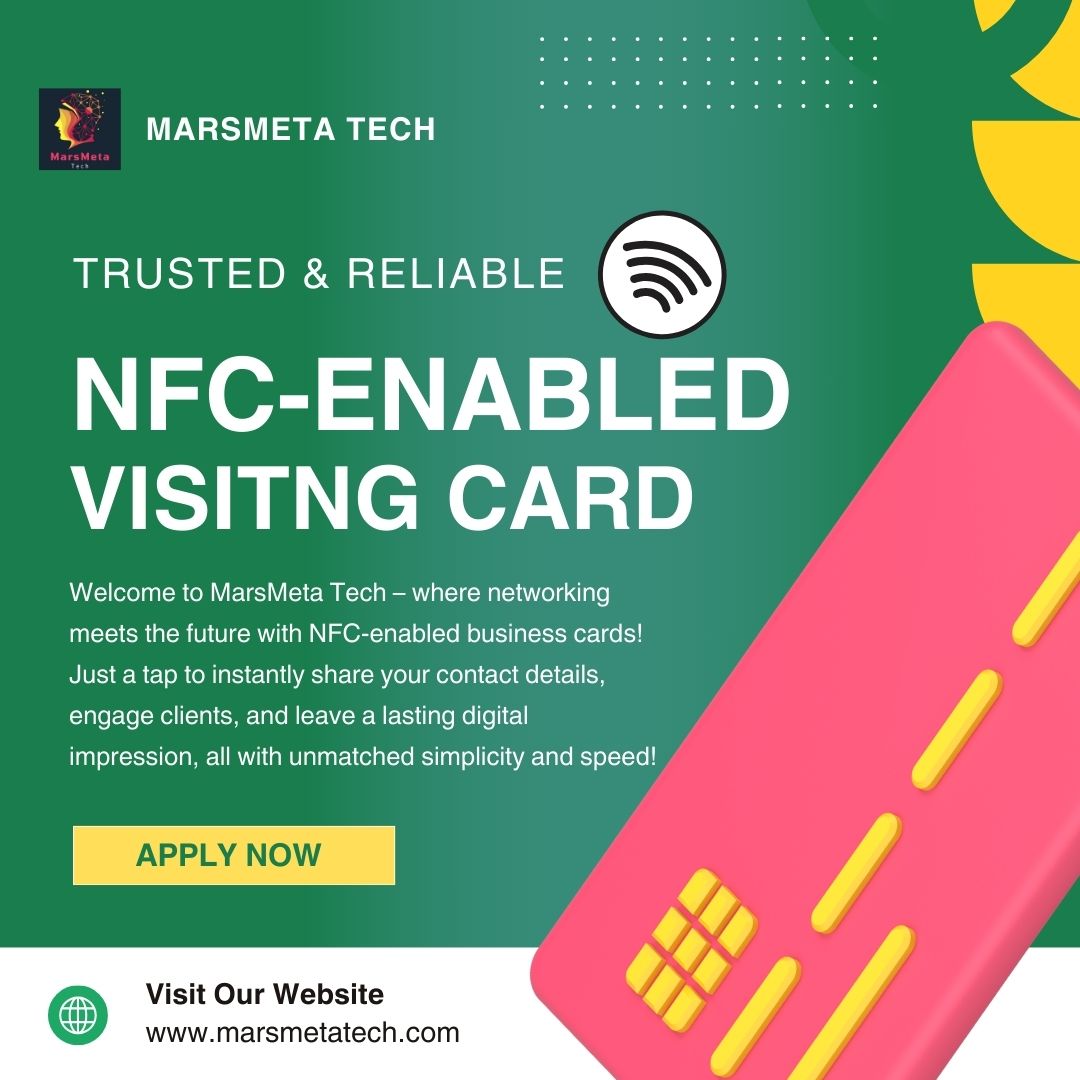 MarsMeta
Tech
MARSMETA TECH
TRUSTED & RELIABLE
NFC-ENABLED
VISITNG CARD
Welcome to MarsMeta Tech – where networking
meets the future with NFC-enabled business cards!
Just a tap to instantly share your contact details,
engage clients, and leave a lasting digital
impression, all with unmatched simplicity and speed!
APPLY NOW
Visit Our Website
www.marsmetatech.com